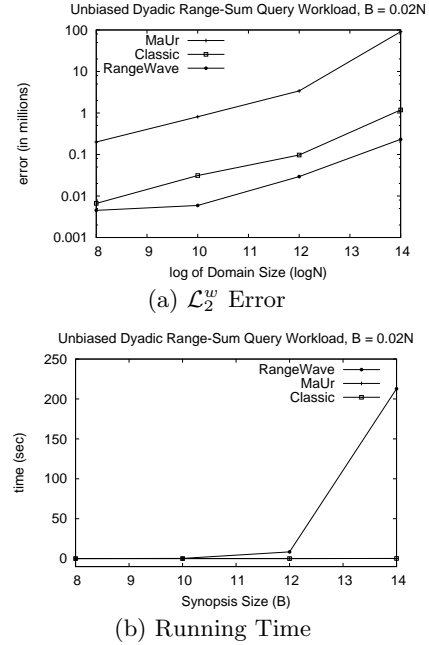 Unbiased Dyadic Range-Sum Query Workload, B = 0.02N
MaUr
Classic
RangeWave
100
10
1
0.1
0.01
0.001
error (in millions)
8 9 10 11 12 13 14
log of Domain Size (logN)
(a) $\mathcal{L}_2^w$ Error
Unbiased Dyadic Range-Sum Query Workload, B = 0.02N
RangeWave
MaUr
Classic
250
200
150
100
50
0
time (sec)
8 9 10 11 12 13 14
Synopsis Size (B)
(b) Running Time